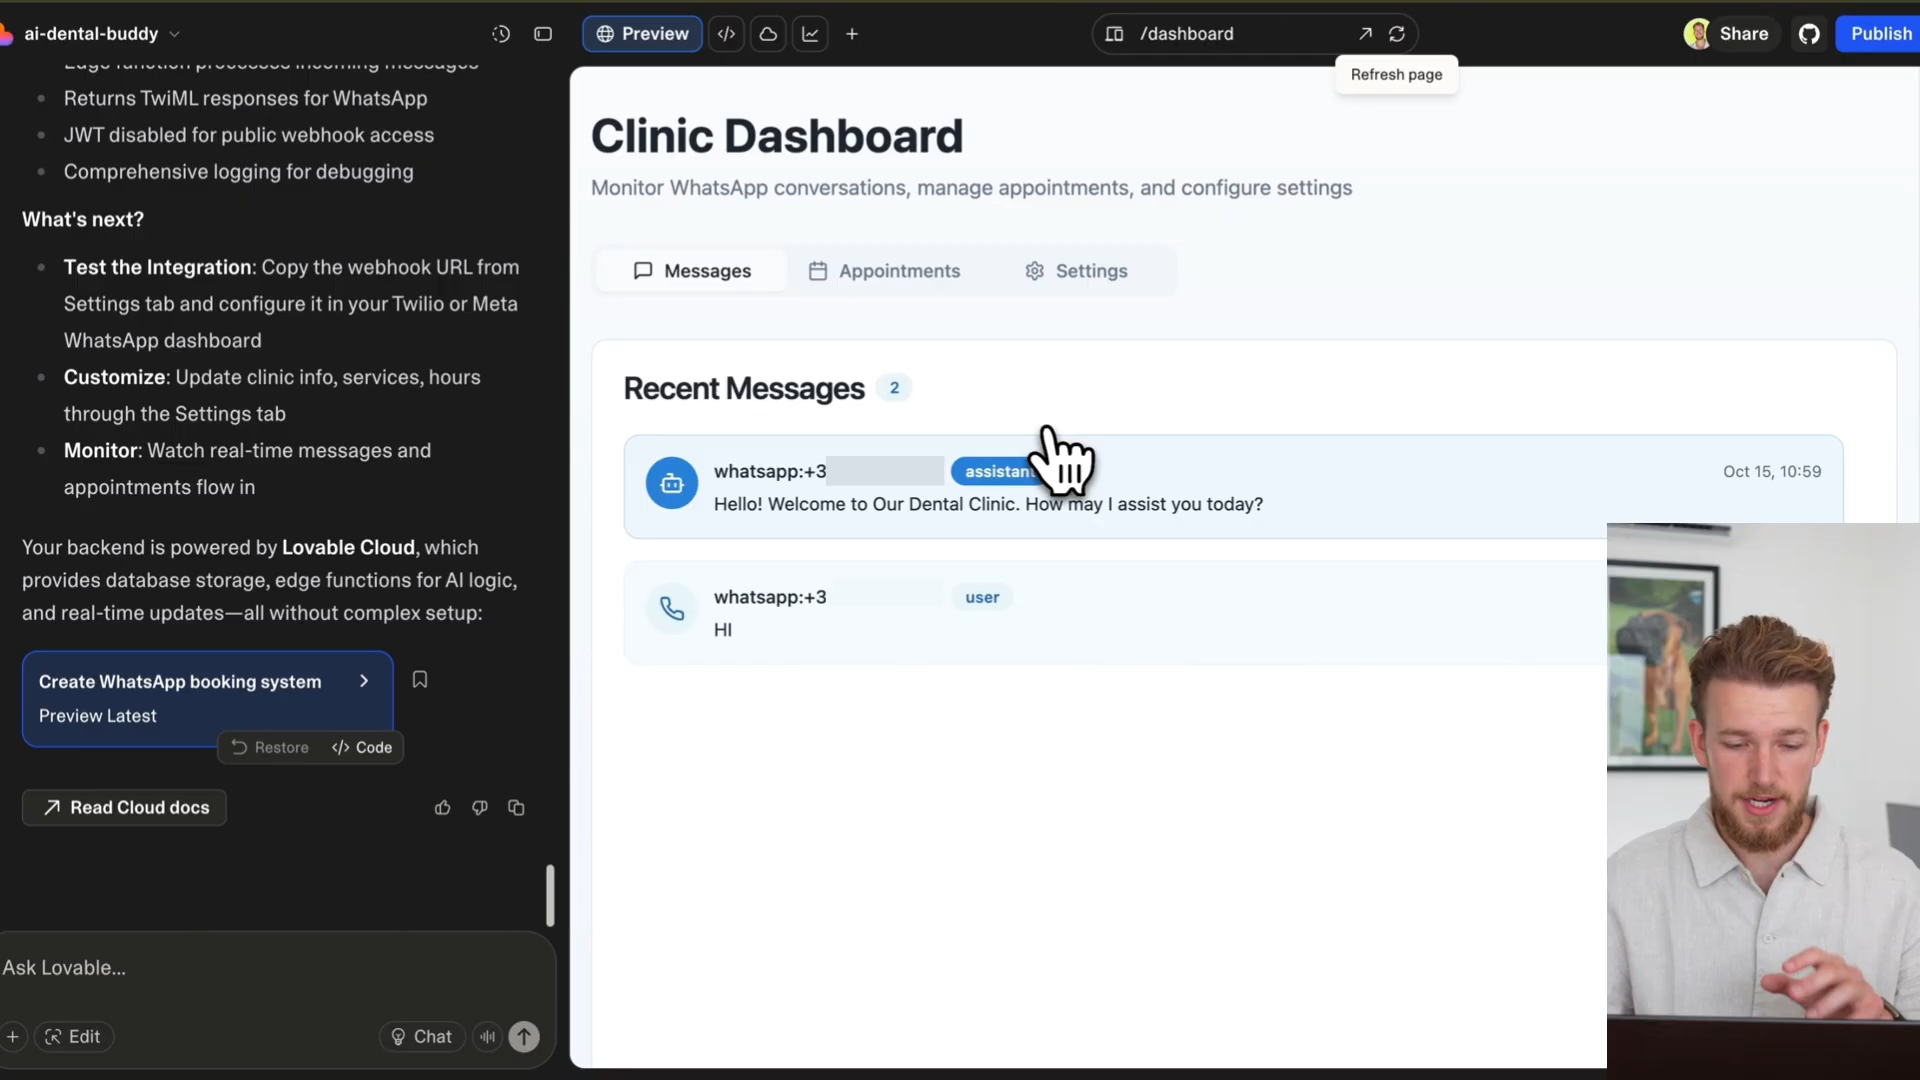 ai-dental-buddy
Preview
/dashboard
Share
Publish
Refresh page
Edge function processes incoming messages
Returns TwiML responses for WhatsApp
JWT disabled for public webhook access
Comprehensive logging for debugging
What's next?
Test the Integration: Copy the webhook URL from
Settings tab and configure it in your Twilio or Meta
WhatsApp dashboard
Customize: Update clinic info, services, hours
through the Settings tab
Monitor: Watch real-time messages and
appointments flow in
Your backend is powered by Lovable Cloud, which
provides database storage, edge functions for AI logic,
and real-time updates—all without complex setup:
Create WhatsApp booking system
Preview Latest
Restore
Code
Read Cloud docs
Ask Lovable...
Edit
Chat
Clinic Dashboard
Monitor WhatsApp conversations, manage appointments, and configure settings
Messages
Appointments
Settings
Recent Messages 2
whatsapp:+3 assistant Oct 15, 10:59
Hello! Welcome to Our Dental Clinic. How may I assist you today?
whatsapp:+3 user
HI